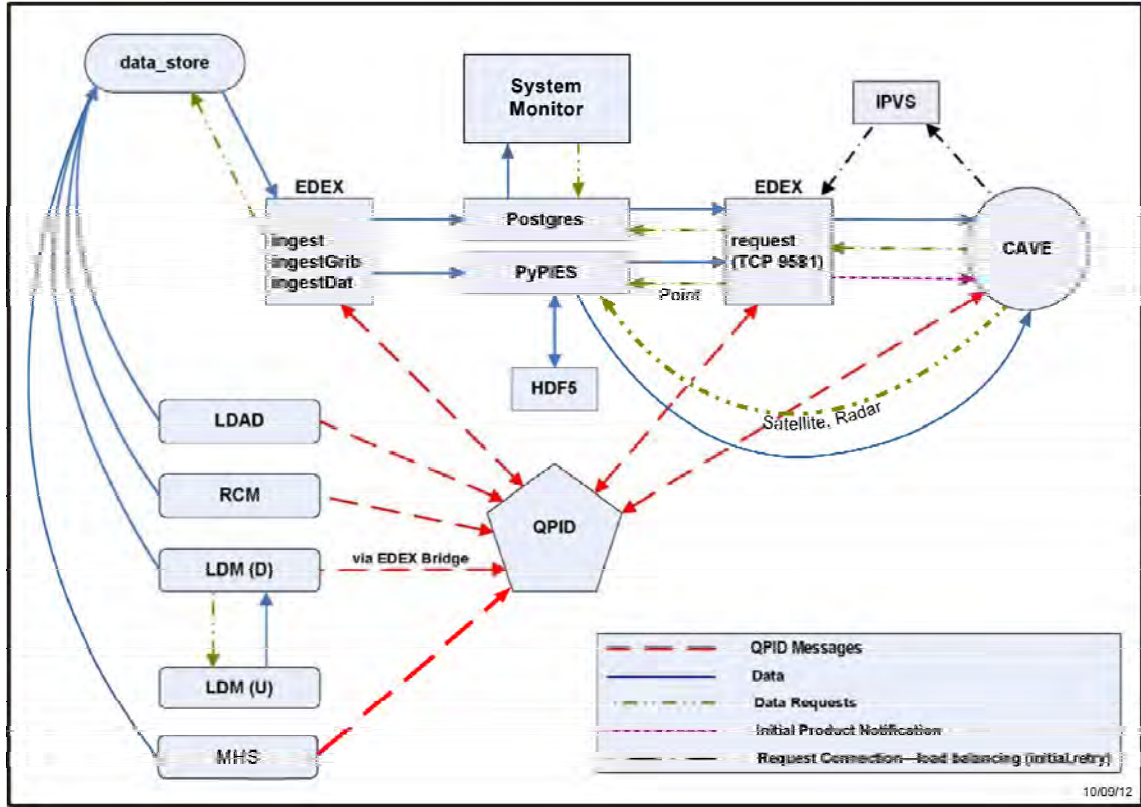 data_store
System
Monitor
IPVS
EDEX
EDEX
ingest
ingestGrib
ingestDat
Postgres
PyPIES
request
(TCP 9581)
CAVE
Point
HDF5
Satellite, Radar
LDAD
RCM
QPID
LDM (D)
via EDEX Bridge
LDM (U)
MHS
QPID Messages
Data
Data Requests
Initial Product Notification
Request Connection—load balancing (initial,retry)
10/09/12